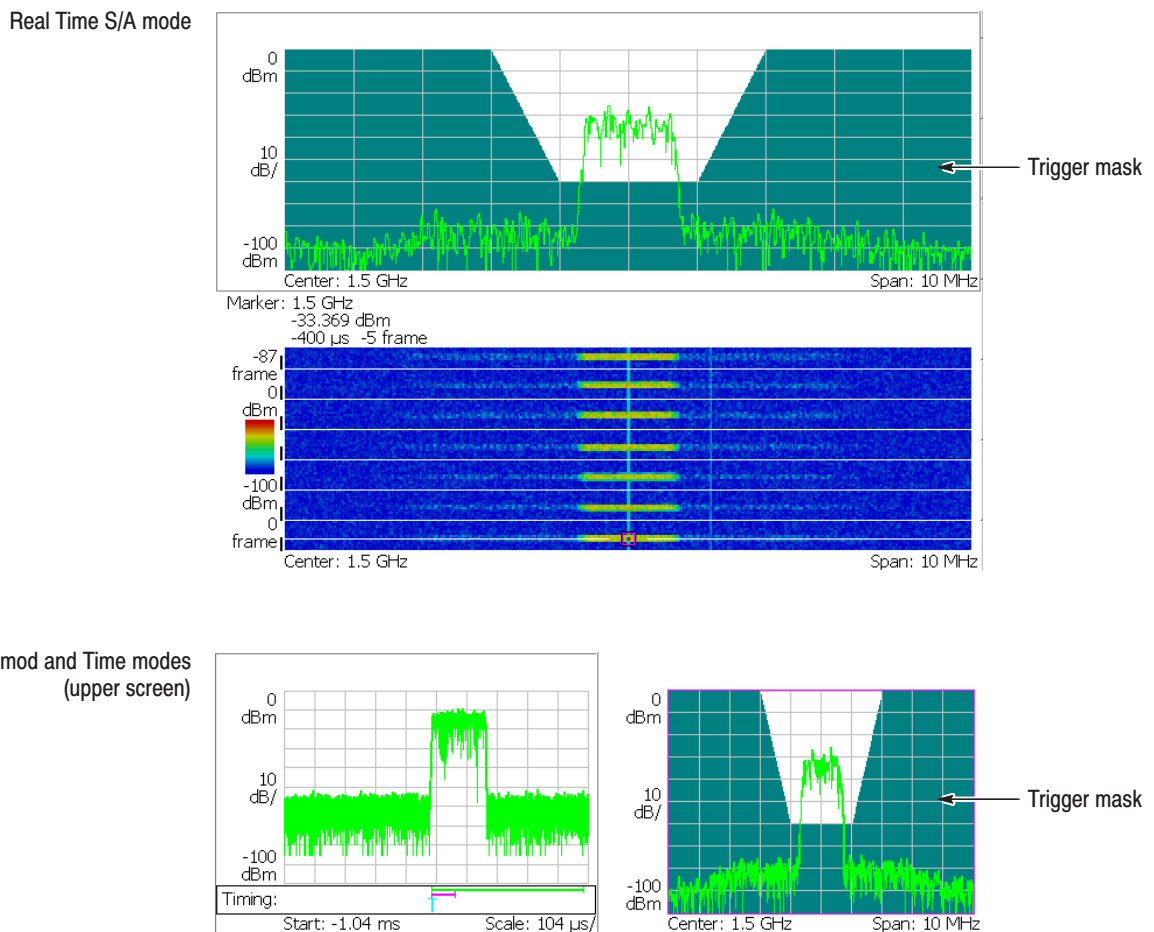 Real Time S/A mode
0
dBm
10
dB/
-100
dBm
Center: 1.5 GHz Span: 10 MHz
Trigger mask
Marker: 1.5 GHz
-33.369 dBm
-400 µs -5 frame
-87
frame
0
dBm
-100
dBm
0
frame
Center: 1.5 GHz Span: 10 MHz
mod and Time modes
(upper screen)
0
dBm
10
dB/
-100
dBm
Timing:
Start: -1.04 ms Scale: 104 µs/
0
dBm
10
dB/
-100
dBm
Center: 1.5 GHz Span: 10 MHz
Trigger mask